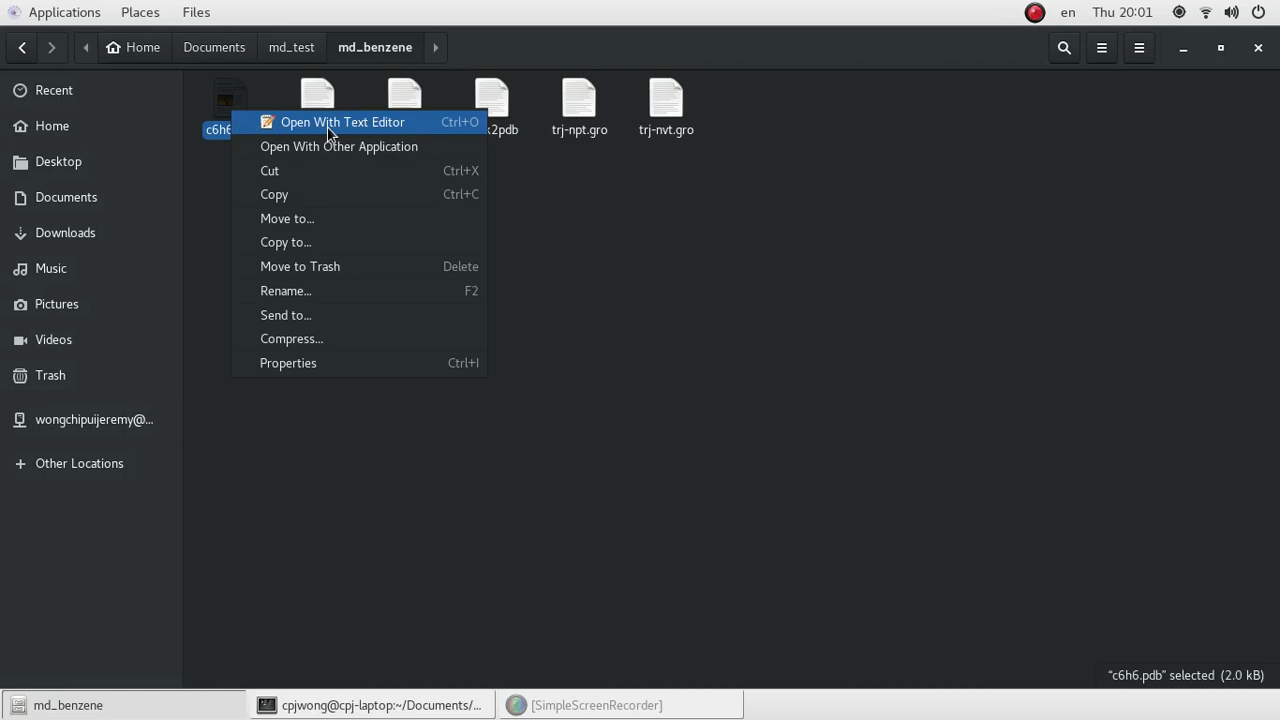 Applications Places Files en Thu 20:01
Home Documents md_test md_benzene
Recent
Home
Desktop
Documents
Downloads
Music
Pictures
Videos
Trash
wongchipuijeremy@...
Other Locations
trj-npt.gro trj-nvt.gro
Open With Text Editor Ctrl+O
Open With Other Application
Cut Ctrl+X
Copy Ctrl+C
Move to...
Copy to...
Move to Trash Delete
Rename... F2
Send to...
Compress...
Properties Ctrl+I
"c6h6.pdb" selected (2.0 kB)
md_benzene cpjwong@cpj-laptop:~/Documents/... [SimpleScreenRecorder]